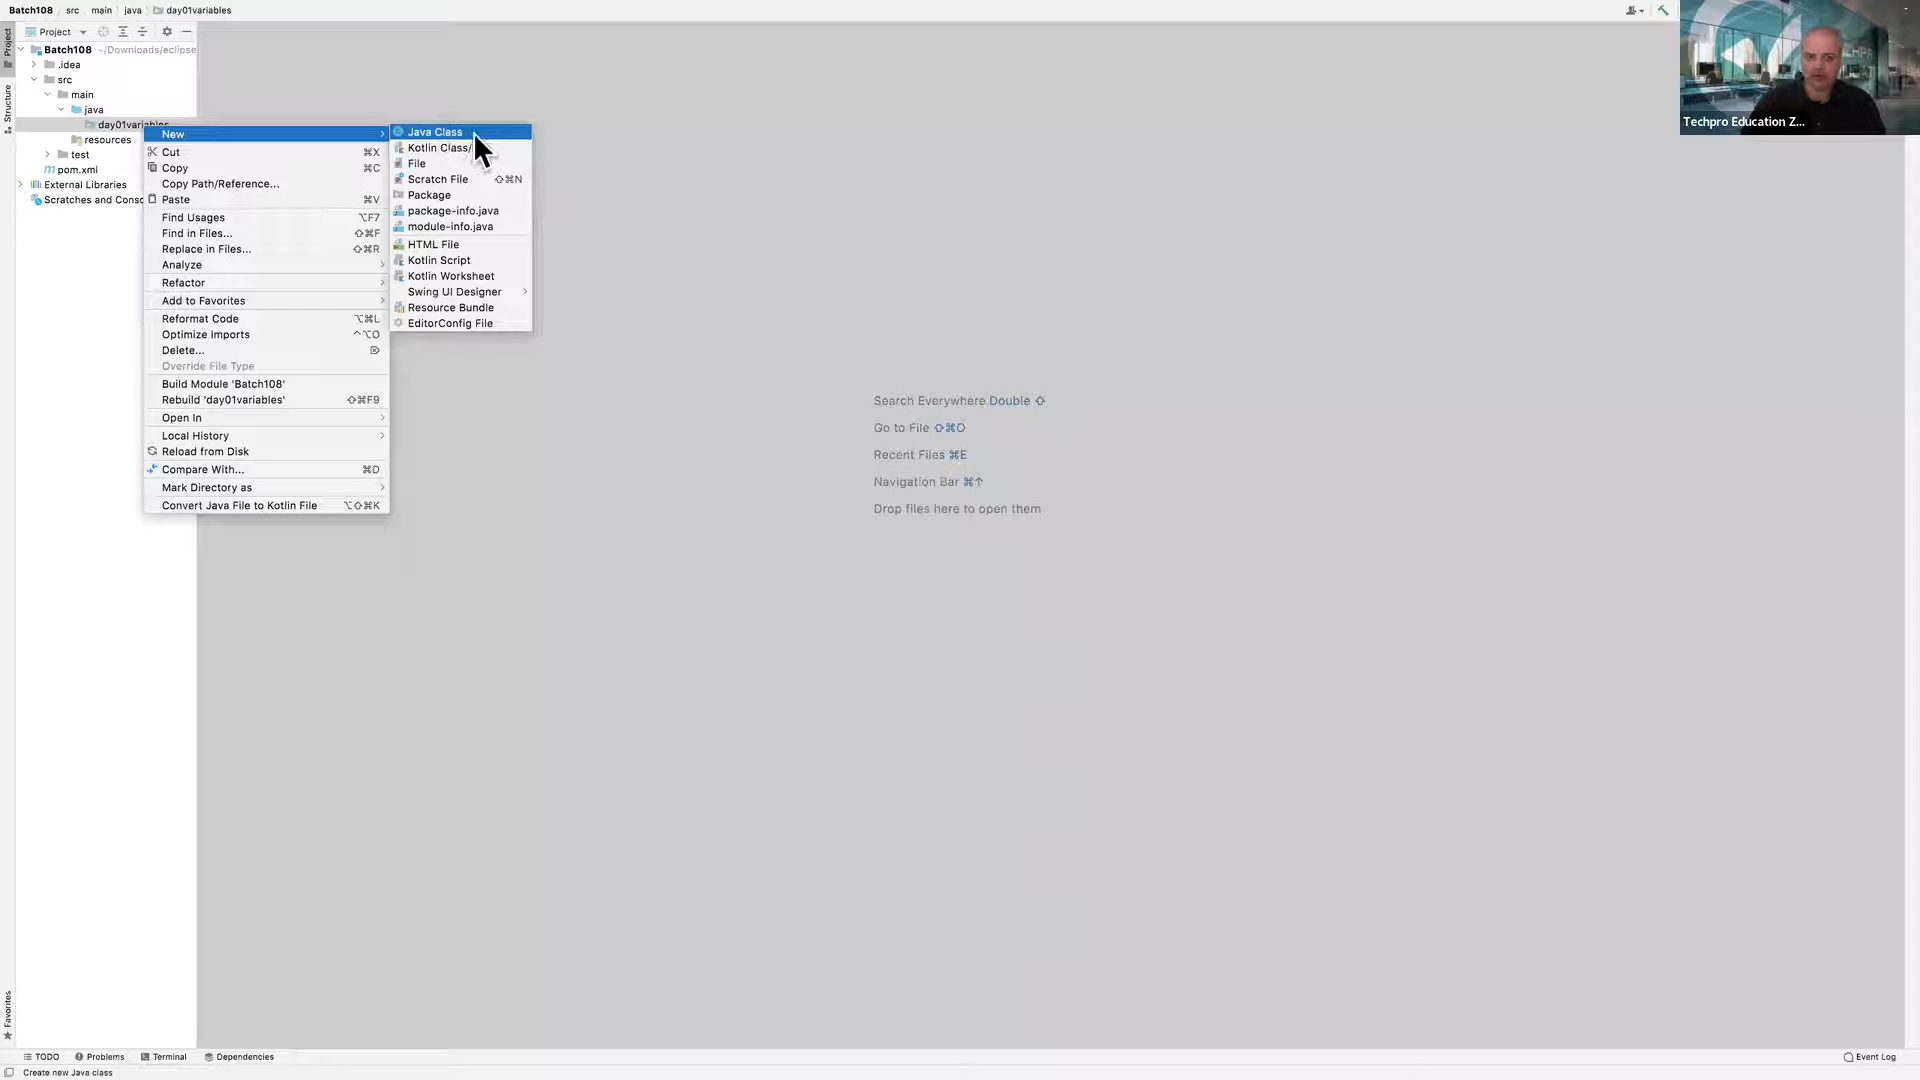 Batch108 src main java day01variables
Project
Batch108 ~/Downloads/eclipse
.idea
src
main
java
day01variables
resources
test
pom.xml
External Libraries
Scratches and Consc
Project
Structure
Favorites
New
Cut ⌘X
Copy ⌘C
Copy Path/Reference...
Paste ⌘V
Find Usages ⌥F7
Find in Files... ⇧⌘F
Replace in Files... ⇧⌘R
Analyze
Refactor
Add to Favorites
Reformat Code ⌥⌘L
Optimize Imports ^⌥O
Delete... ⌦
Override File Type
Build Module 'Batch108'
Rebuild 'day01variables' ⇧⌘F9
Open In
Local History
Reload from Disk
Compare With... ⌘D
Mark Directory as
Convert Java File to Kotlin File ⌥⇧⌘K
Java Class
Kotlin Class/
File
Scratch File ⇧⌘N
Package
package-info.java
module-info.java
HTML File
Kotlin Script
Kotlin Worksheet
Swing UI Designer
Resource Bundle
EditorConfig File
Search Everywhere Double ⇧
Go to File ⇧⌘O
Recent Files ⌘E
Navigation Bar ⌘↑
Drop files here to open them
Techpro Education Z...
TODO Problems Terminal Dependencies
Event Log
Create new Java class